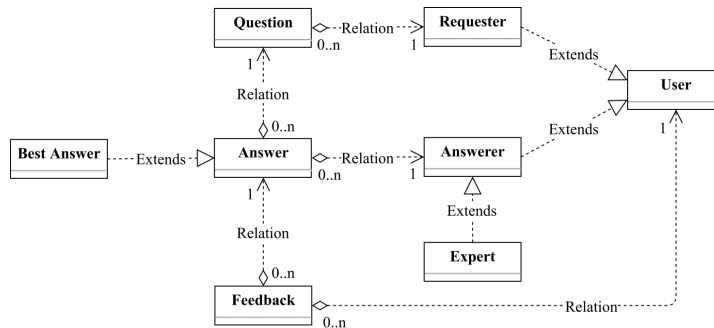 Question
0..n
Relation
1
Requester
Extends
User
1
1
Relation
0..n
Best Answer
Extends
Answer
0..n
Relation
1
Answerer
Extends
1
Relation
0..n
Extends
Expert
Feedback
0..n
Relation